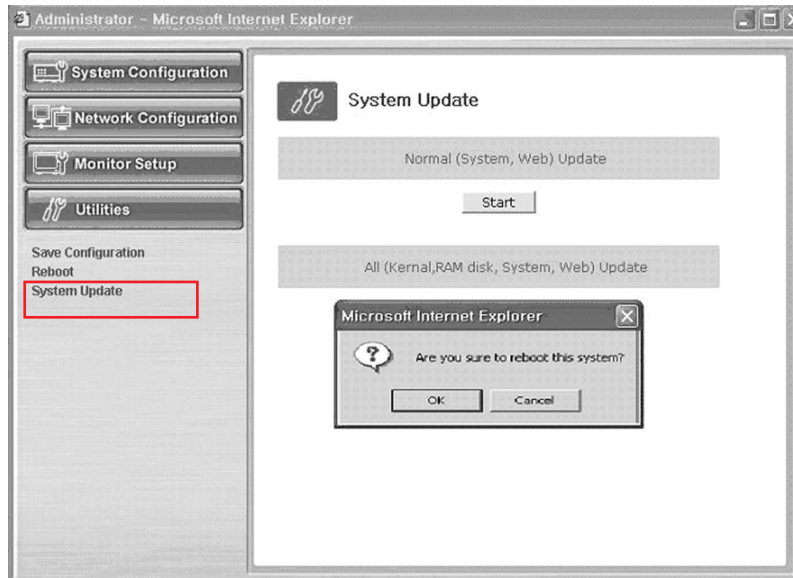 Administrator - Microsoft Internet Explorer
System Configuration
Network Configuration
Monitor Setup
Utilities
Save Configuration
Reboot
System Update
System Update
Normal (System, Web) Update
Start
All (Kernal,RAM disk, System, Web) Update
Microsoft Internet Explorer
Are you sure to reboot this system?
OK
Cancel